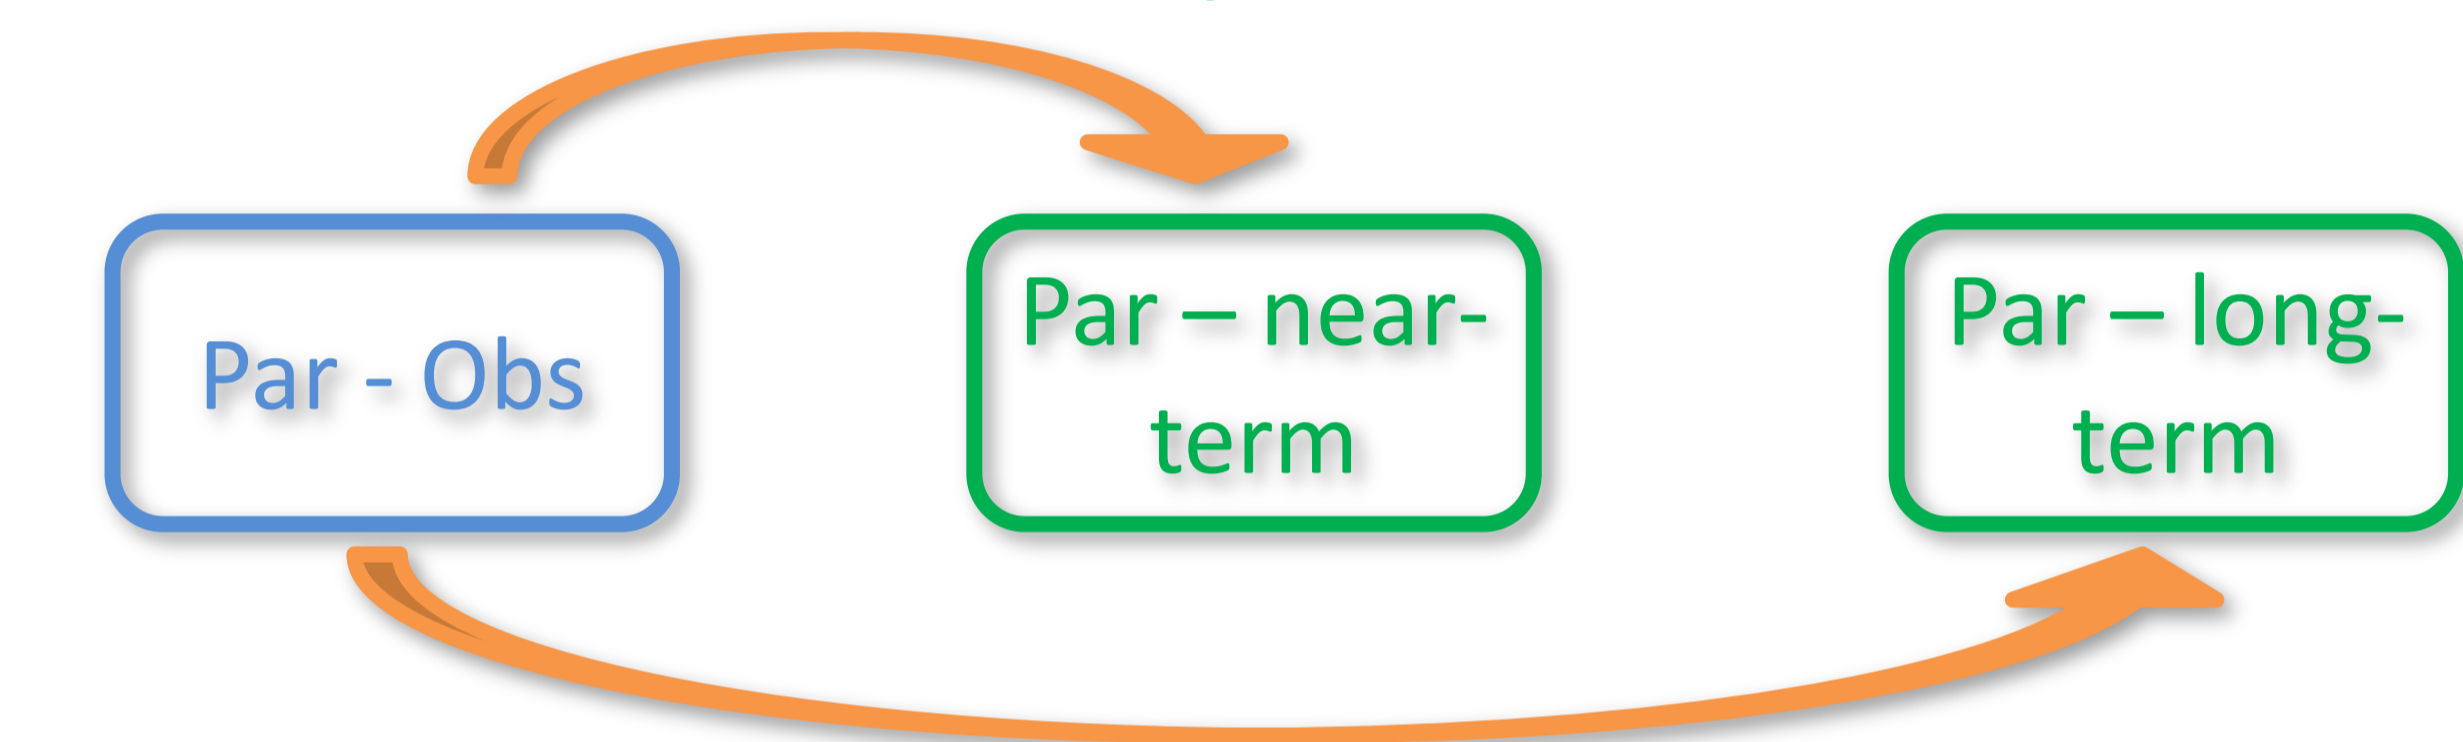 Par - Obs
Par – near-
term
Par – long-
term